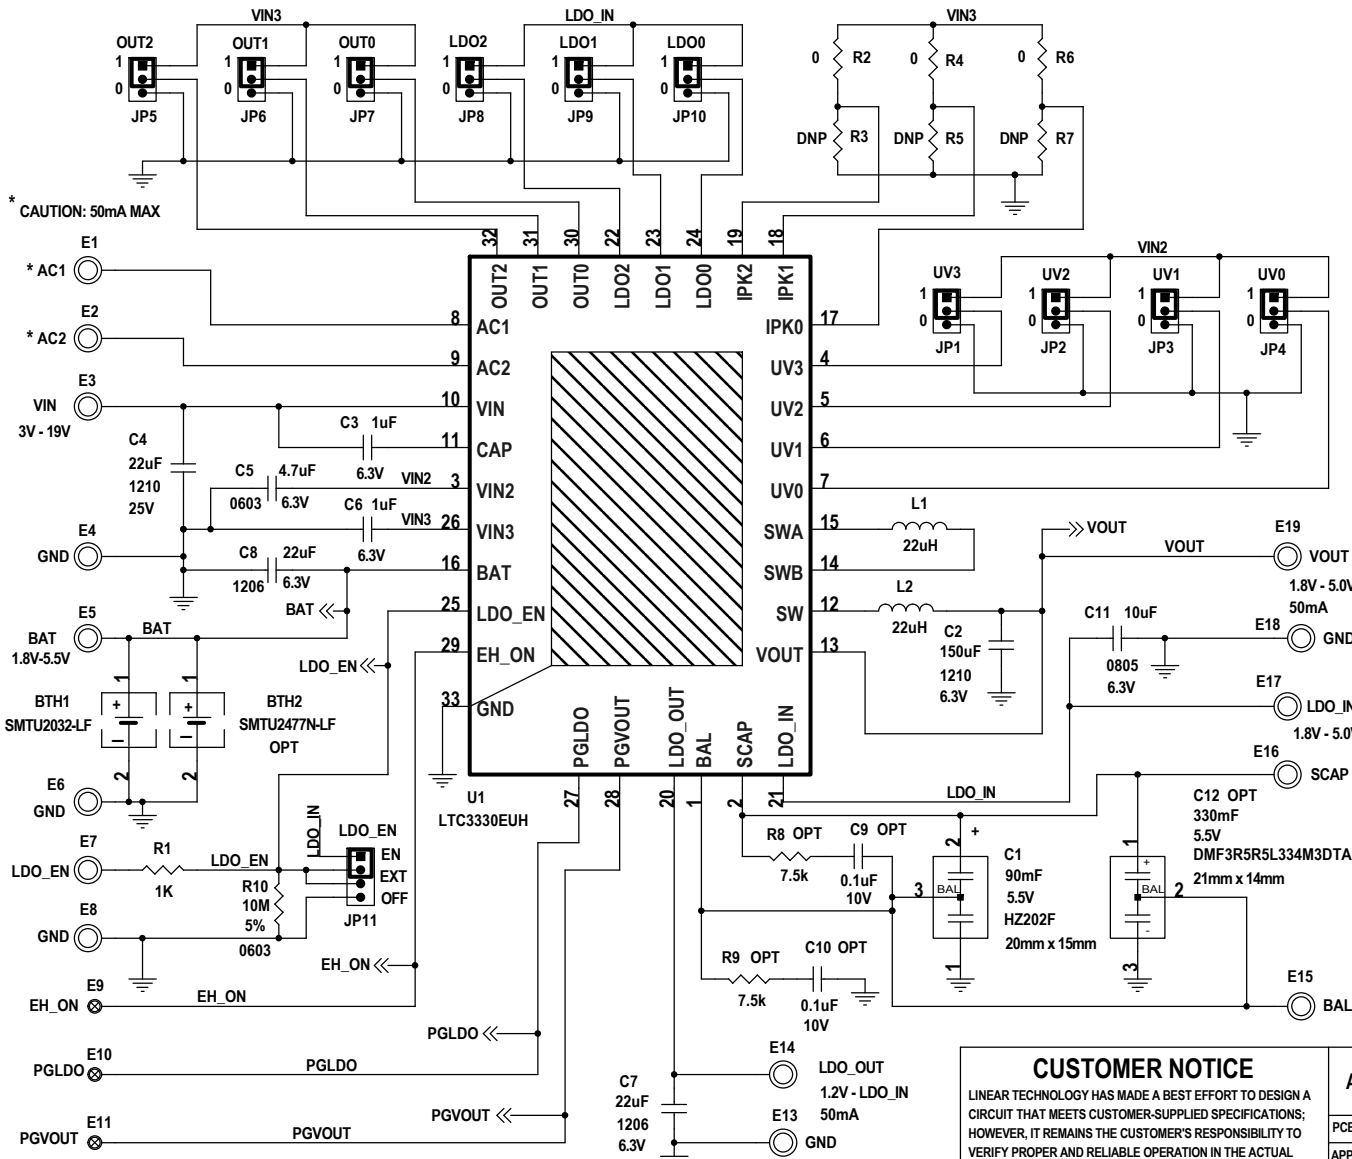 VIN3
LDO_IN
VIN3
OUT2
OUT1
OUT0
LDO2
LDO1
LDO0
1
0
1
0
1
0
1
0
1
0
1
0
JP5
JP6
JP7
JP8
JP9
JP10
0
R2
0
R4
0
R6
DNP
R3
DNP
R5
DNP
R7
* CAUTION: 50mA MAX
32
31
30
22
23
24
19
18
OUT2
OUT1
OUT0
LDO2
LDO1
LDO0
IPK2
IPK1
E1
* AC1
8
AC1
E2
* AC2
9
AC2
E3
VIN
3V - 19V
10
VIN
C4
22uF
1210
25V
C3 1uF
6.3V
11
CAP
C5 4.7uF
0603 6.3V
VIN2
3
VIN2
C6 1uF
6.3V
VIN3
26
VIN3
E4
GND
C8 22uF
1206 6.3V
16
BAT
BAT
25
LDO_EN
E5
BAT
1.8V-5.5V
BAT
LDO_EN
29
EH_ON
33
GND
BTH1
SMTU2032-LF
1
+
–
2
1
+
–
2
BTH2
SMTU2477N-LF
OPT
E6
GND
IPK0
17
UV3
4
UV2
5
UV1
6
UV0
7
SWA
15
SWB
14
SW
12
VOUT
13
VIN2
UV3
UV2
UV1
UV0
1
0
1
0
1
0
1
0
JP1
JP2
JP3
JP4
L1
22uH
L2
22uH
C2
150uF
1210
6.3V
VOUT
VOUT
E19
VOUT
1.8V - 5.0V
50mA
C11 10uF
0805
6.3V
E18
GND
E17
LDO_IN
1.8V - 5.0V
E16
SCAP
PGLDO
PGVOUT
LDO_OUT
BAL
SCAP
LDO_IN
27
28
20
1
2
21
U1
LTC3330EUH
LDO_IN
E7
LDO_EN
R1
1K
LDO_EN
R10
10M
5%
0603
LDO_IN
LDO_EN
EN
EXT
OFF
JP11
E8
GND
EH_ON
E9
EH_ON
EH_ON
PGLDO
E10
PGLDO
PGLDO
PGVOUT
E11
PGVOUT
PGVOUT
R8 OPT
7.5k
C9 OPT
0.1uF
10V
R9 OPT
7.5k
C10 OPT
0.1uF
10V
2
+
3
BAL
1
C1
90mF
5.5V
HZ202F
20mm x 15mm
C12 OPT
330mF
5.5V
DMF3R5R5L334M3DTA
21mm x 14mm
1
+
BAL
2
-
3
E15
BAL
C7
22uF
1206
6.3V
E14
LDO_OUT
1.2V - LDO_IN
50mA
E13
GND
CUSTOMER NOTICE
LINEAR TECHNOLOGY HAS MADE A BEST EFFORT TO DESIGN A
CIRCUIT THAT MEETS CUSTOMER-SUPPLIED SPECIFICATIONS;
HOWEVER, IT REMAINS THE CUSTOMER'S RESPONSIBILITY TO
VERIFY PROPER AND RELIABLE OPERATION IN THE ACTUAL